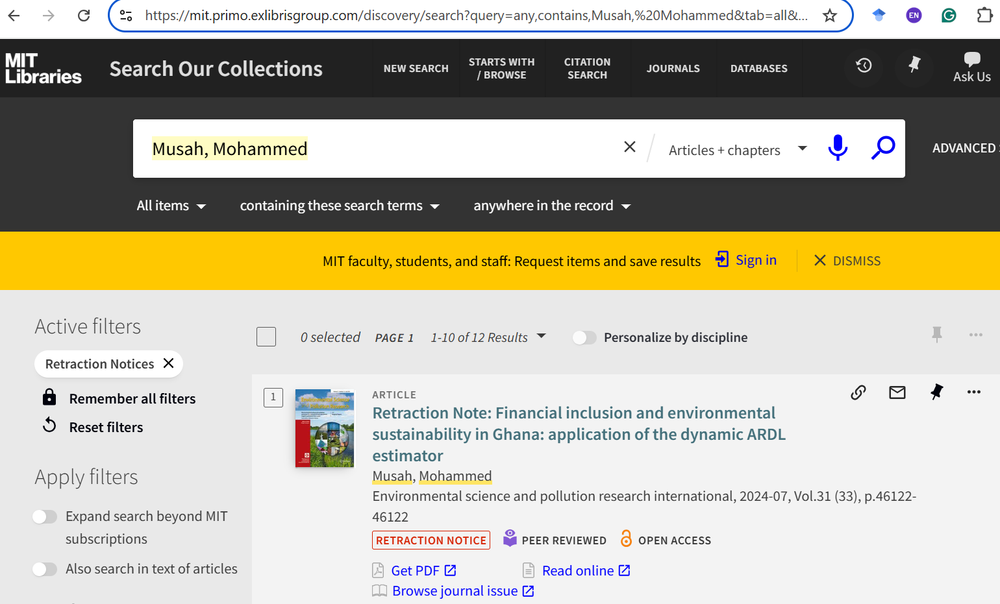 https://mit.primo.exlibrisgroup.com/discovery/search?query=any,contains,Musah,%20Mohammed&tab=all&...
EN
MIT
Libraries
Search Our Collections
NEW SEARCH
STARTS WITH
/ BROWSE
CITATION
SEARCH
JOURNALS
DATABASES
Ask Us
Musah, Mohammed
Articles + chapters
ADVANCED
All items
containing these search terms
anywhere in the record
MIT faculty, students, and staff: Request items and save results
Sign in
DISMISS
Active filters
Retraction Notices
Remember all filters
Reset filters
Apply filters
Expand search beyond MIT
subscriptions
Also search in text of articles
0 selected
PAGE 1
1-10 of 12 Results
Personalize by discipline
1
ARTICLE
Retraction Note: Financial inclusion and environmental
sustainability in Ghana: application of the dynamic ARDL
estimator
Musah, Mohammed
Environmental science and pollution research international, 2024-07, Vol.31 (33), p.46122-
46122
RETRACTION NOTICE
PEER REVIEWED
OPEN ACCESS
Get PDF
Read online
Browse journal issue